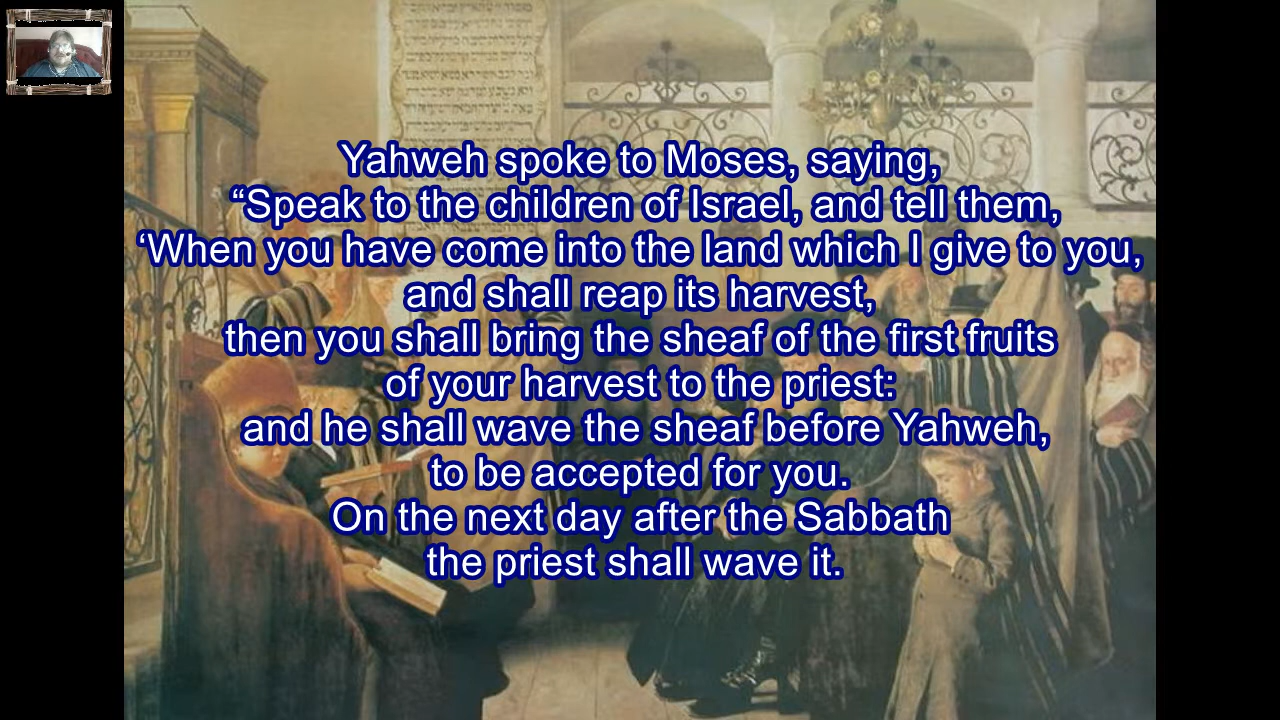 Yahweh spoke to Moses, saying,
“Speak to the children of Israel, and tell them,
‘When you have come into the land which I give to you,
and shall reap its harvest,
then you shall bring the sheaf of the first fruits
of your harvest to the priest:
and he shall wave the sheaf before Yahweh,
to be accepted for you.
On the next day after the Sabbath
the priest shall wave it.